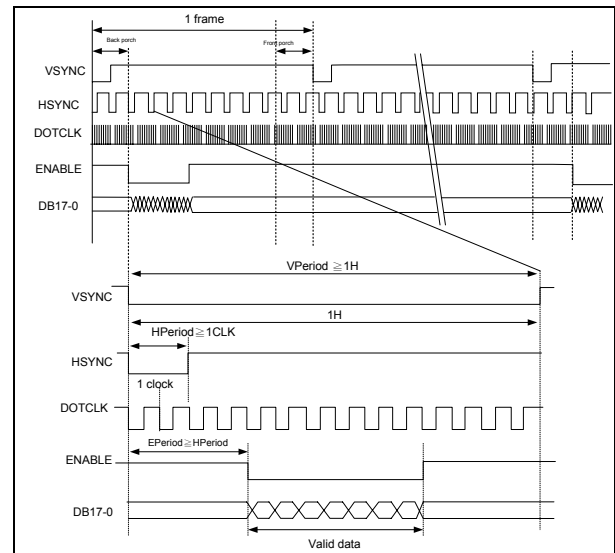 1 frame
Back porch
Front porch
VSYNC
HSYNC
DOTCLK
ENABLE
DB17-0
VPeriod ≧1H
VSYNC
1H
HPeriod≧1CLK
HSYNC
1 clock
DOTCLK
EPeriod≧HPeriod
ENABLE
DB17-0
Valid data